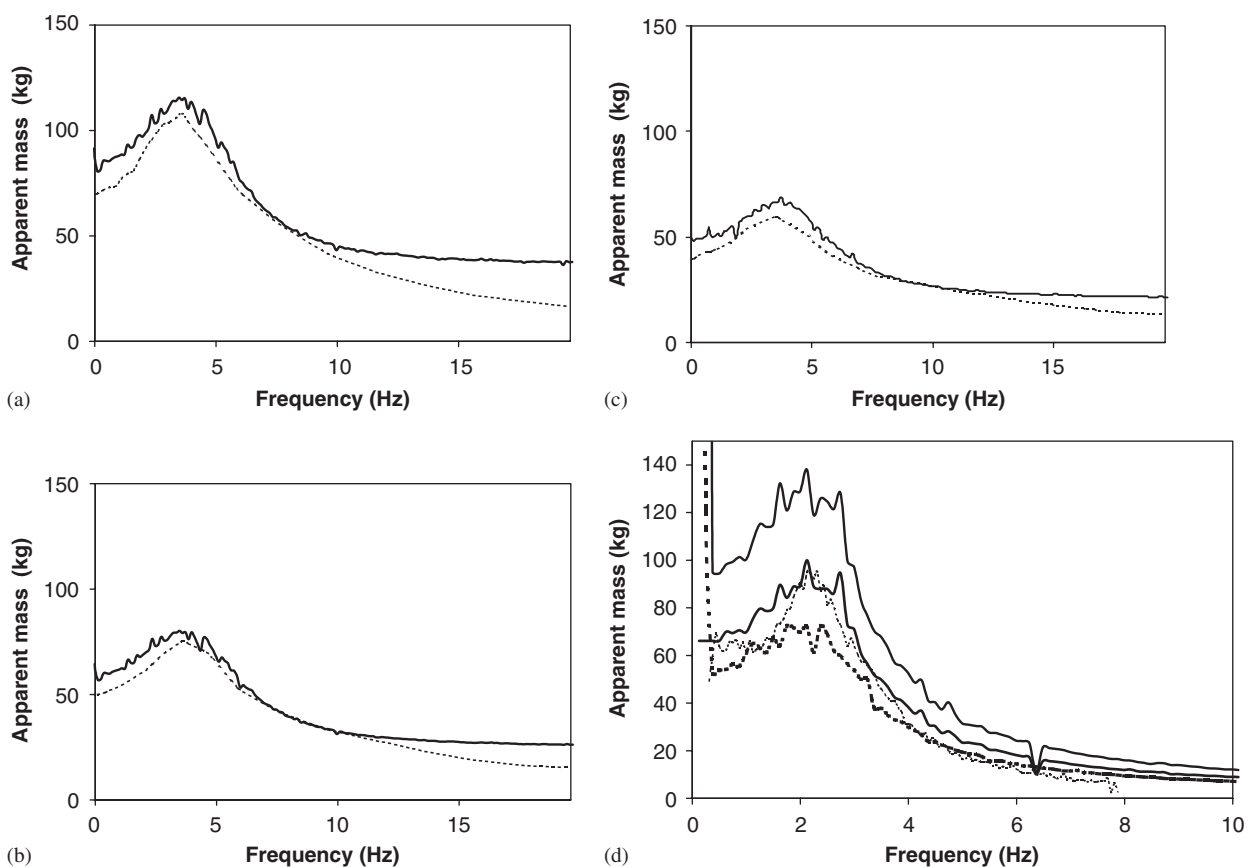 150
100
50
0
Apparent mass (kg)
0 5 10 15
(a) Frequency (Hz)
150
100
50
0
Apparent mass (kg)
0 5 10 15
(c) Frequency (Hz)
150
100
50
0
Apparent mass (kg)
0 5 10 15
(b) Frequency (Hz)
140
120
100
80
60
40
20
0
Apparent mass (kg)
0 2 4 6 8 10
(d) Frequency (Hz)